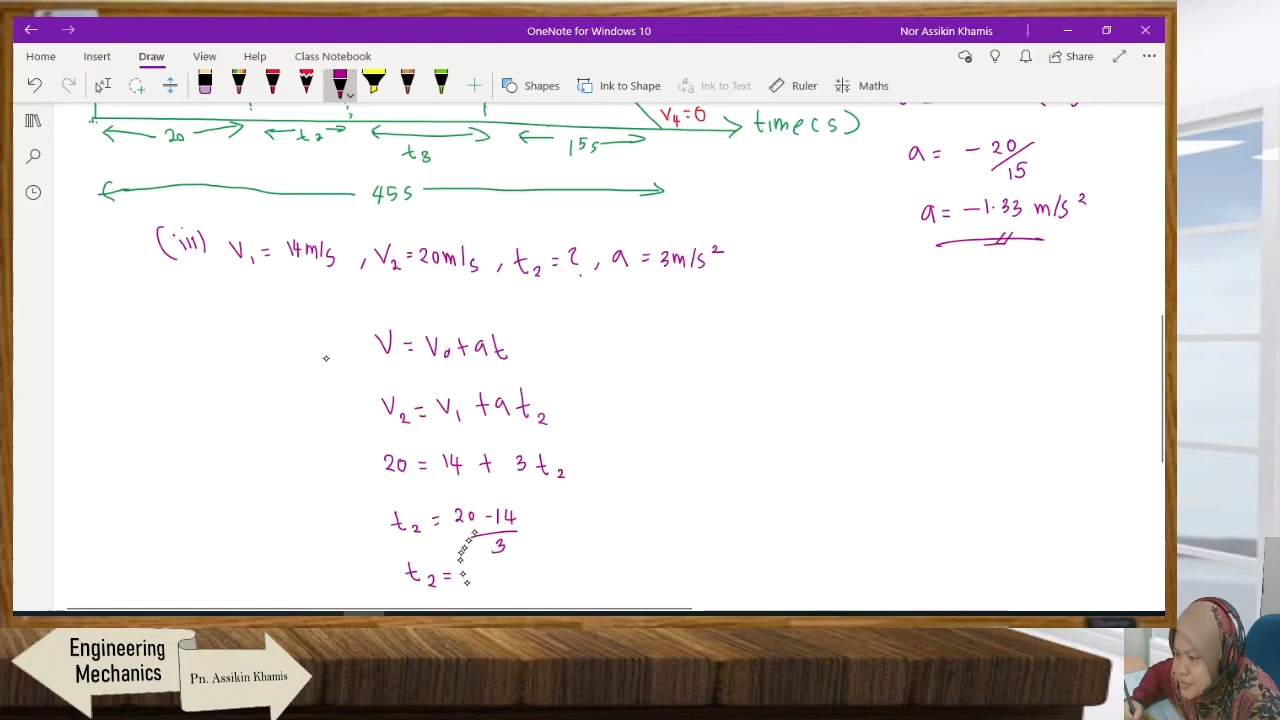 OneNote for Windows 10
Nor Assikin Khamis
Home Insert Draw View Help Class Notebook
Share
Shapes Ink to Shape Ink to Text Ruler Maths
V4=0
time(s)
20 t2 t3 15s
45s
a = - 20/15
a = -1.33 m/s²
(iii) V1 = 14m/s, V2 = 20m/s, t2 = ?, a = 3m/s²
V = V0 + at
V2 = V1 + at2
20 = 14 + 3t2
t2 = 20 - 14
3
t2 =
Engineering
Mechanics
Pn. Assikin Khamis